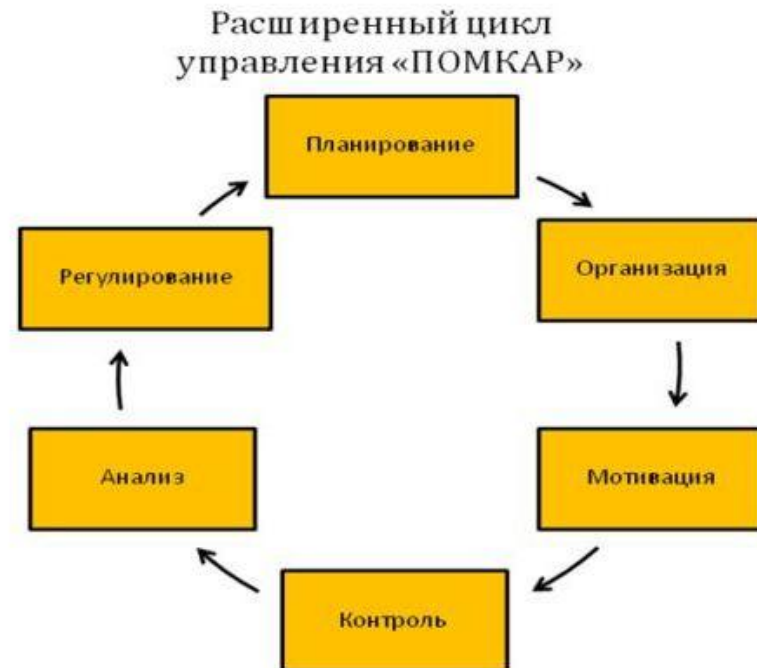 Расширенный цикл
управления «ПОМКАР»
Планирование
Организация
Мотивация
Контроль
Анализ
Регулирование